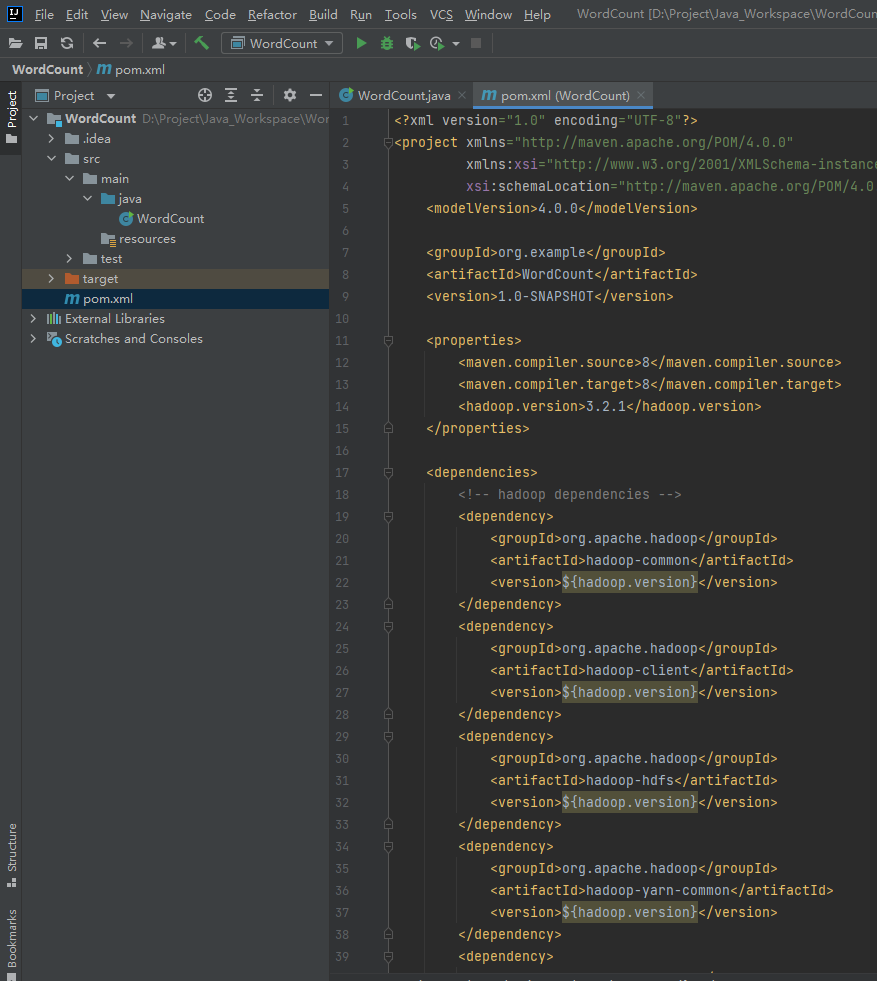 File Edit View Navigate Code Refactor Build Run Tools VCS Window Help WordCount [D:\Project\Java_Workspace\WordCoun
WordCount
WordCount pom.xml
Project
Project
WordCount.java
pom.xml (WordCount)
WordCount D:\Project\Java_Workspace\Wor
.idea
src
main
java
WordCount
resources
test
target
pom.xml
External Libraries
Scratches and Consoles
Structure
Bookmarks
1 <?xml version="1.0" encoding="UTF-8"?>
2 <project xmlns="http://maven.apache.org/POM/4.0.0"
3 xmlns:xsi="http://www.w3.org/2001/XMLSchema-instance
4 xsi:schemaLocation="http://maven.apache.org/POM/4.0
5 <modelVersion>4.0.0</modelVersion>
6
7 <groupId>org.example</groupId>
8 <artifactId>WordCount</artifactId>
9 <version>1.0-SNAPSHOT</version>
10
11 <properties>
12 <maven.compiler.source>8</maven.compiler.source>
13 <maven.compiler.target>8</maven.compiler.target>
14 <hadoop.version>3.2.1</hadoop.version>
15 </properties>
16
17 <dependencies>
18 <!-- hadoop dependencies -->
19 <dependency>
20 <groupId>org.apache.hadoop</groupId>
21 <artifactId>hadoop-common</artifactId>
22 <version>${hadoop.version}</version>
23 </dependency>
24 <dependency>
25 <groupId>org.apache.hadoop</groupId>
26 <artifactId>hadoop-client</artifactId>
27 <version>${hadoop.version}</version>
28 </dependency>
29 <dependency>
30 <groupId>org.apache.hadoop</groupId>
31 <artifactId>hadoop-hdfs</artifactId>
32 <version>${hadoop.version}</version>
33 </dependency>
34 <dependency>
35 <groupId>org.apache.hadoop</groupId>
36 <artifactId>hadoop-yarn-common</artifactId>
37 <version>${hadoop.version}</version>
38 </dependency>
39 <dependency>